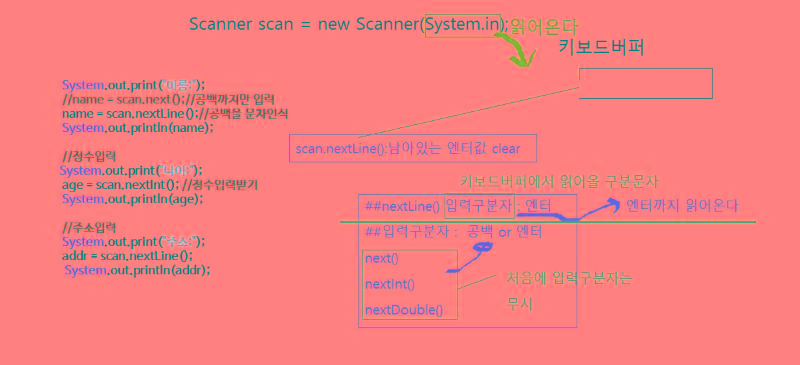 Scanner scan = new Scanner(System.in);읽어온다
키보드버퍼
System.out.print("이름:");
//name = scan.next();//공백까지만 입력
name = scan.nextLine();//공백을 문자인식
System.out.println(name);
//정수입력
System.out.print("나이:");
age = scan.nextInt(); //정수입력받기
System.out.println(age);
//주소입력
System.out.print("주소:");
addr = scan.nextLine();
System.out.println(addr);
scan.nextLine();남아있는 엔터값 clear
키보드버퍼에서 읽어올 구분문자
##nextLine() 입력구분자 : 엔터
엔터까지 읽어온다
##입력구분자 : 공백 or 엔터
next()
nextInt()
nextDouble()
처음에 입력구분자는
무시